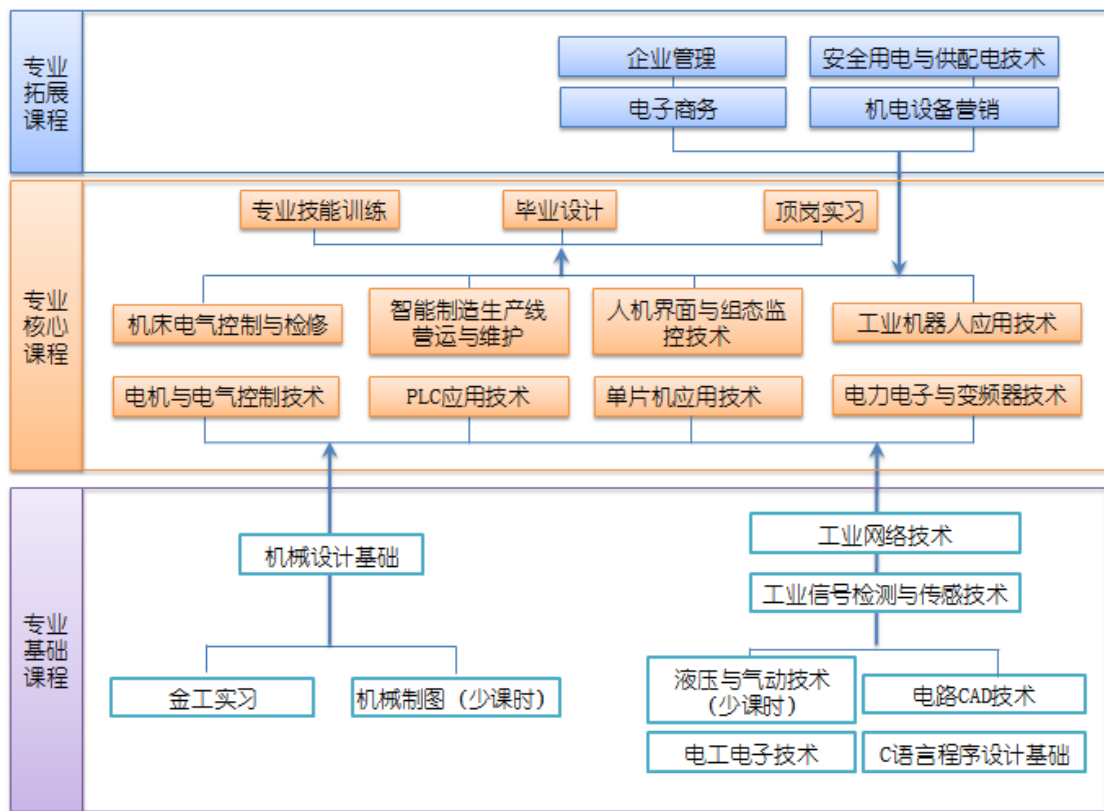 专业
拓展
课程
企业管理
安全用电与供配电技术
电子商务
机电设备营销
专业
核心
课程
专业技能训练
毕业设计
顶岗实习
机床电气控制与检修
智能制造生产线
营运与维护
人机界面与组态监
控技术
工业机器人应用技术
电机与电气控制技术
PLC应用技术
单片机应用技术
电力电子与变频器技术
专业
基础
课程
机械设计基础
金工实习
机械制图（少课时）
工业网络技术
工业信号检测与传感技术
液压与气动技术
（少课时）
电路CAD技术
电工电子技术
C语言程序设计基础